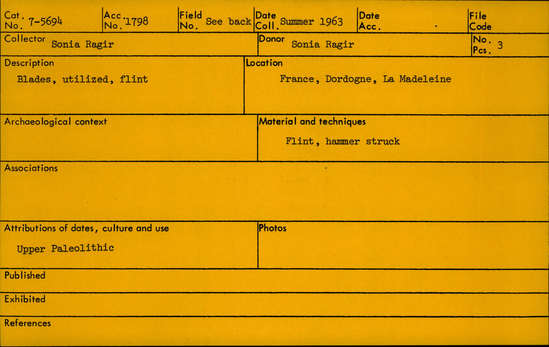 Cat. No. 7-5694 Acc. No. 1798 Field No. See back Date Coll. Summer 1963 Date Acc. File Code
Collector Sonia Ragir Donor Sonia Ragir No. Pcs. 3
Description Location
Blades, utilized, flint France, Dordogne, La Madeleine
Archaeological context Material and techniques
Flint, hammer struck
Associations
Attributions of dates, culture and use Photos
Upper Paleolithic
Published
Exhibited
References